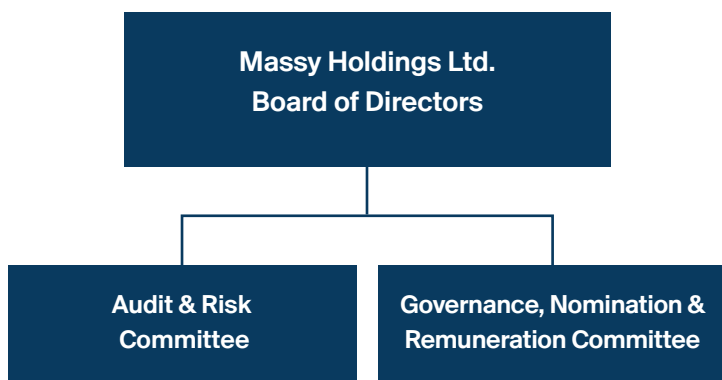 Massy Holdings Ltd.
Board of Directors
Audit & Risk
Committee
Governance, Nomination &
Remuneration Committee